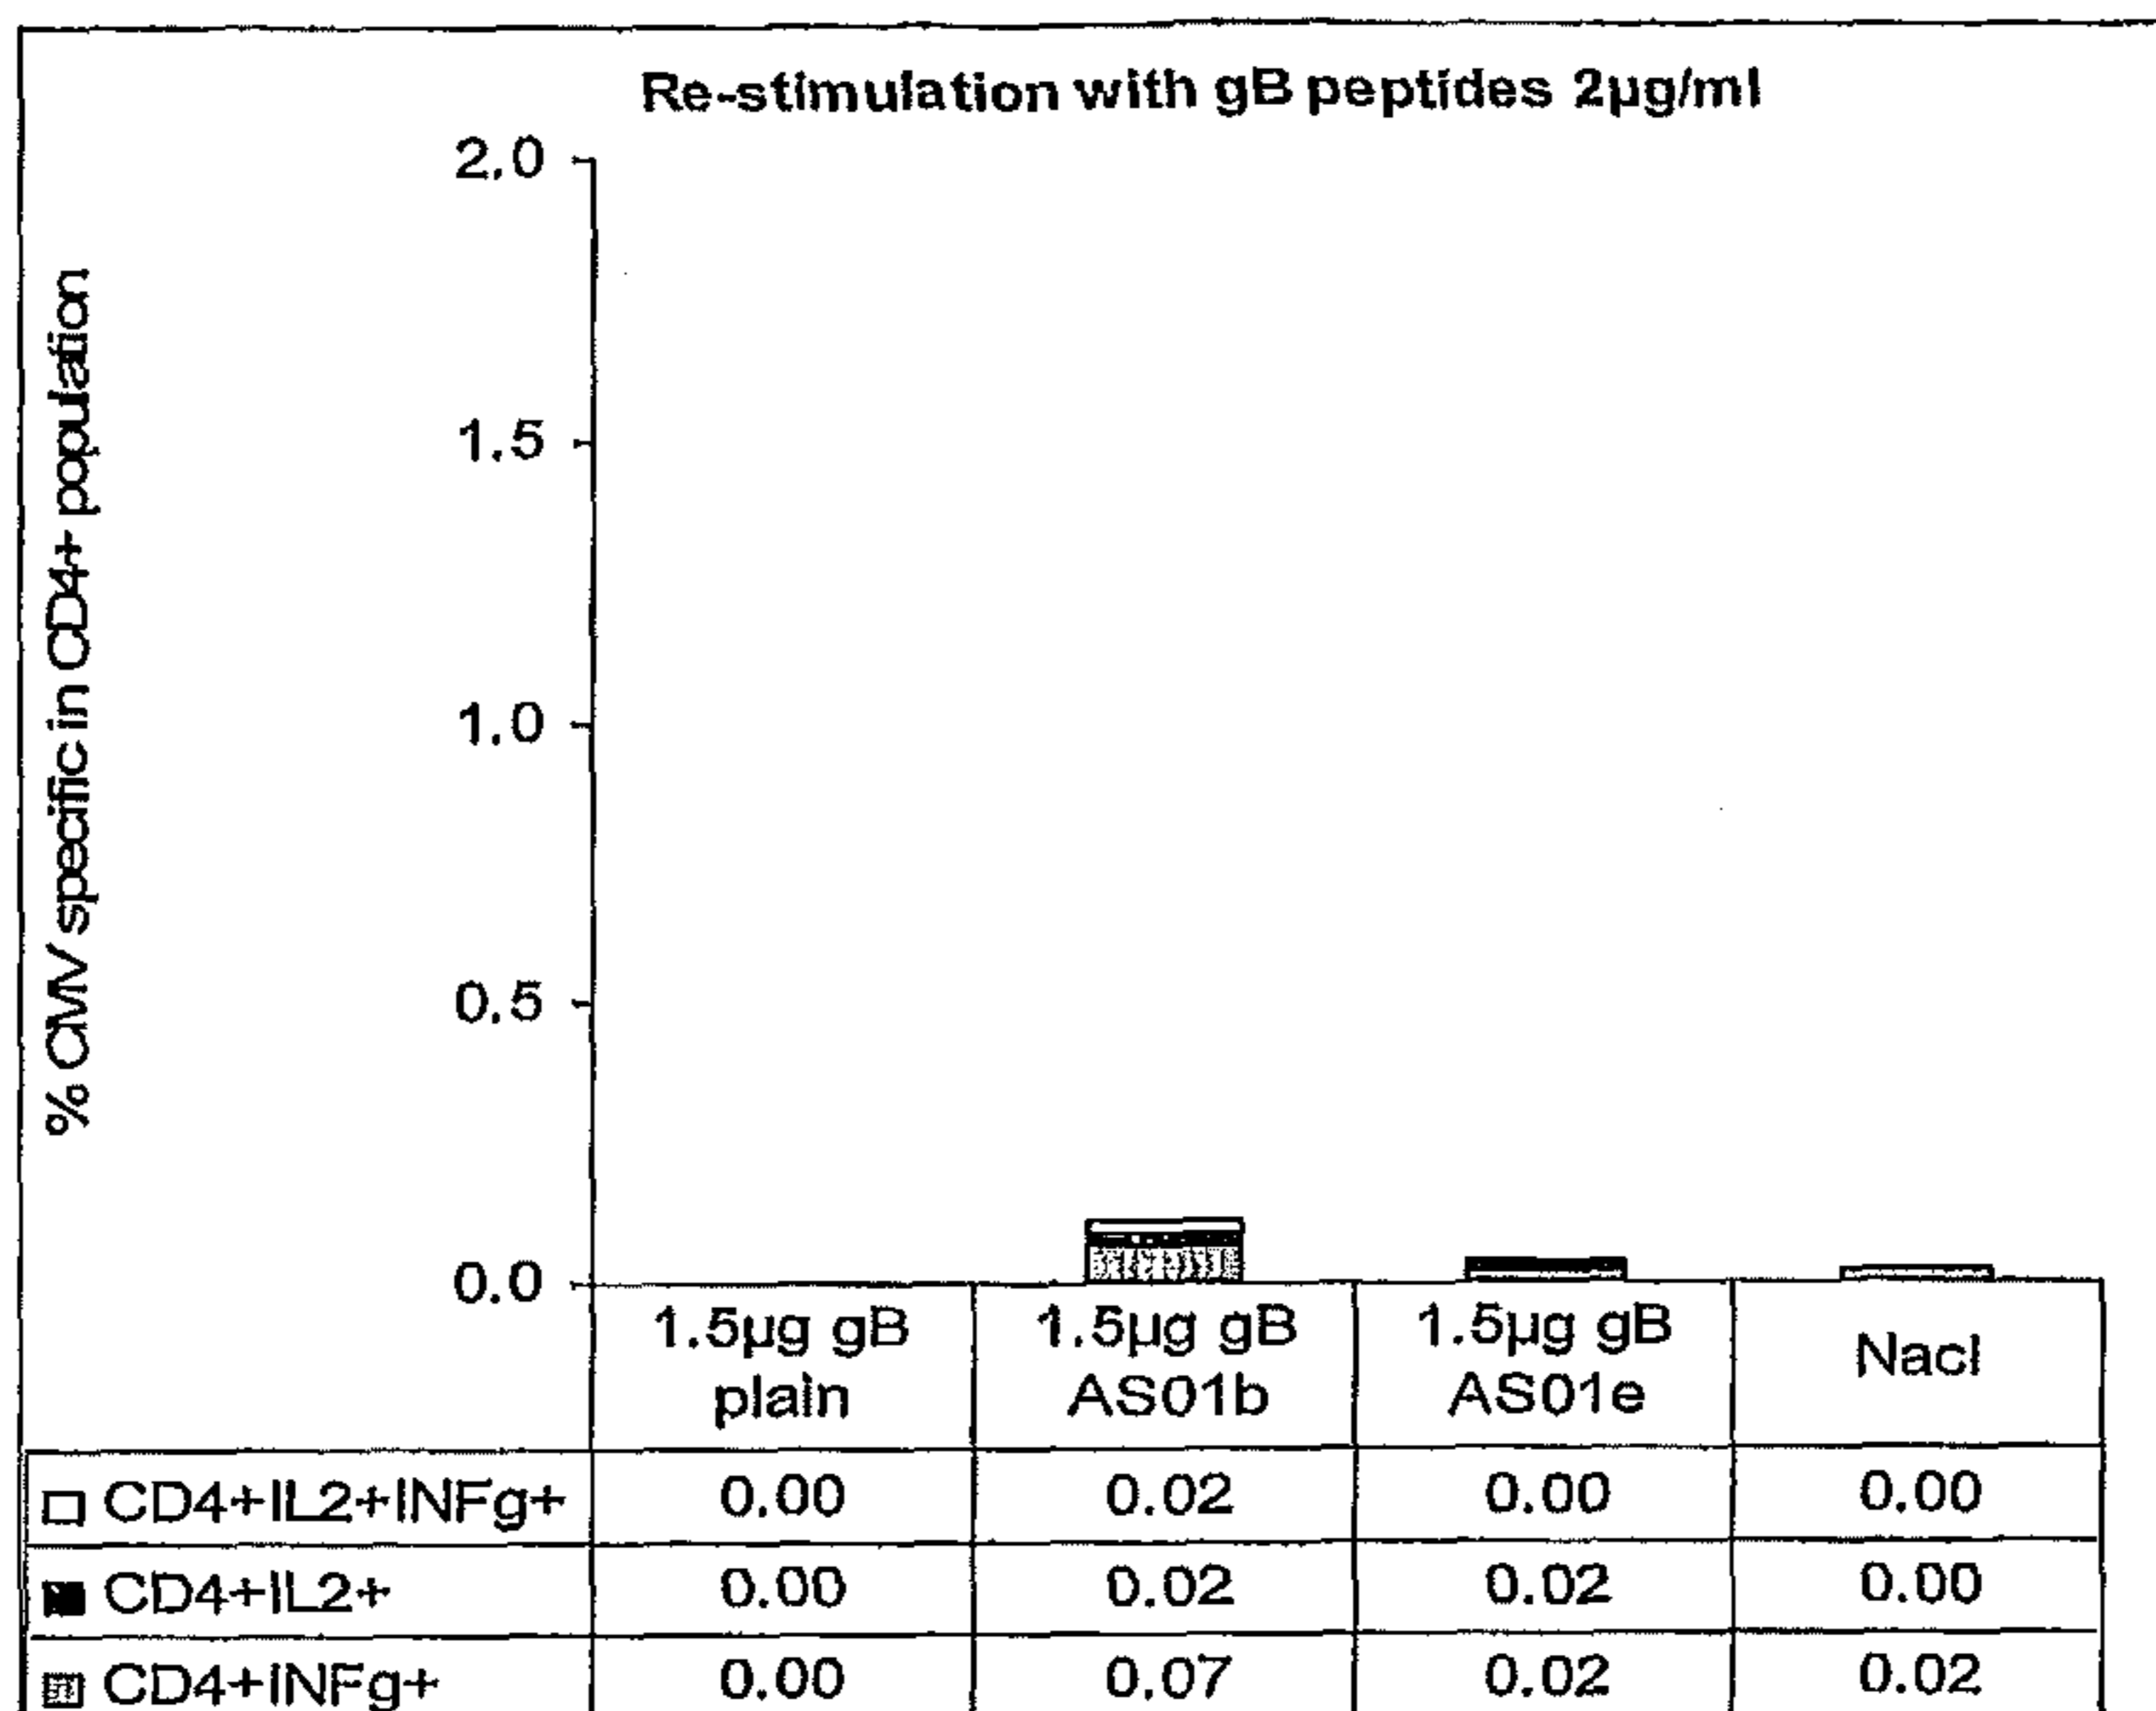 Re-stimulation with gB peptides 2µg/ml
% CMV specific in CD4+ population
2.0
1.5
1.0
0.5
0.0
1.5µg gB plain
1.5µg gB AS01b
1.5µg gB AS01e
Nacl
CD4+IL2+INFg+ 0.00 0.02 0.00 0.00
CD4+IL2+ 0.00 0.02 0.02 0.00
CD4+INFg+ 0.00 0.07 0.02 0.02